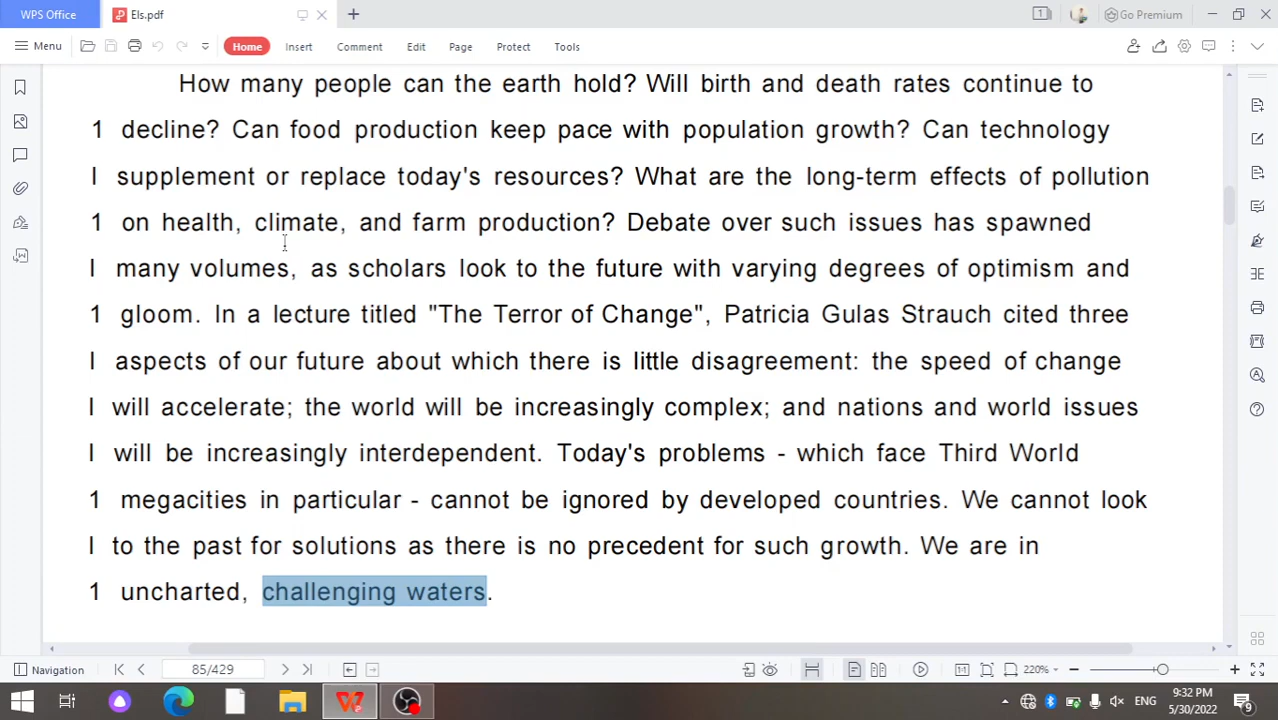 WPS Office
Els.pdf
Go Premium
Menu
Home
Insert
Comment
Edit
Page
Protect
Tools
How many people can the earth hold? Will birth and death rates continue to
1 decline? Can food production keep pace with population growth? Can technology
I supplement or replace today's resources? What are the long-term effects of pollution
1 on health, climate, and farm production? Debate over such issues has spawned
I many volumes, as scholars look to the future with varying degrees of optimism and
1 gloom. In a lecture titled "The Terror of Change", Patricia Gulas Strauch cited three
I aspects of our future about which there is little disagreement: the speed of change
I will accelerate; the world will be increasingly complex; and nations and world issues
I will be increasingly interdependent. Today's problems - which face Third World
1 megacities in particular - cannot be ignored by developed countries. We cannot look
I to the past for solutions as there is no precedent for such growth. We are in
1 uncharted, challenging waters.
Navigation
85/429
220%
ENG
9:32 PM
5/30/2022
9